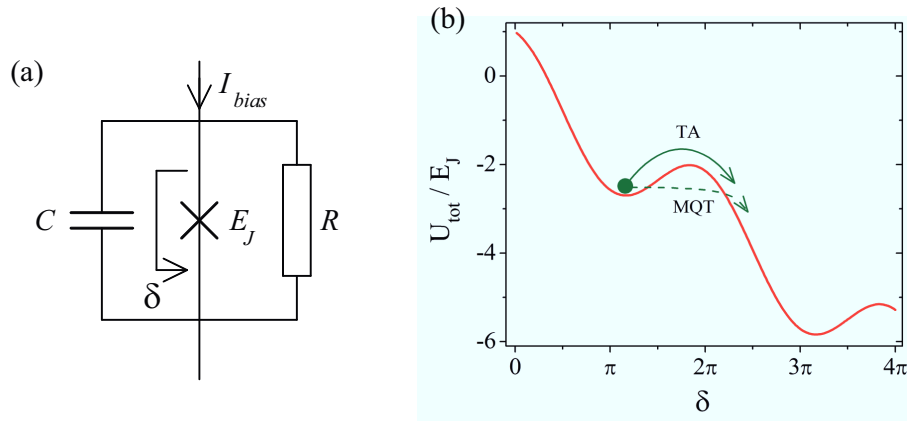 (a)
I_bias
C
E_J
R
δ
(b)
U_tot / E_J
0
-2
-4
-6
TA
MQT
0
π
2π
3π
4π
δ